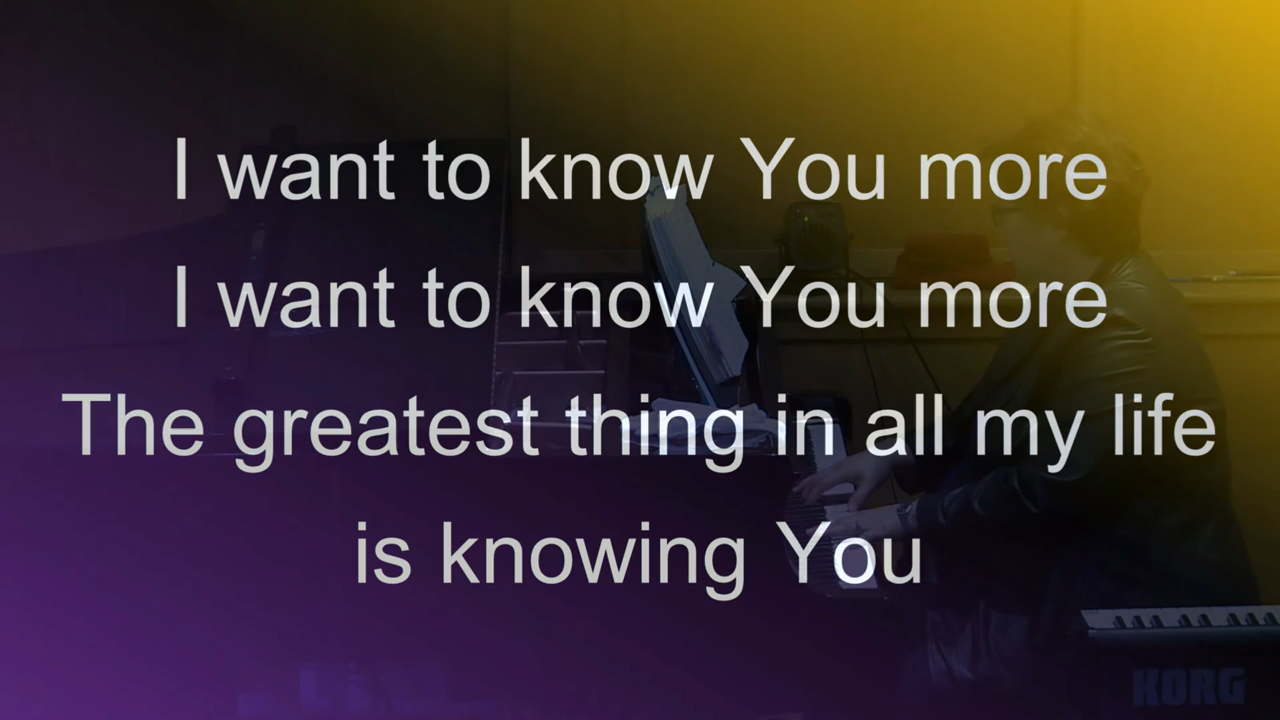 I want to know You more
I want to know You more
The greatest thing in all my life
is knowing You
KORG